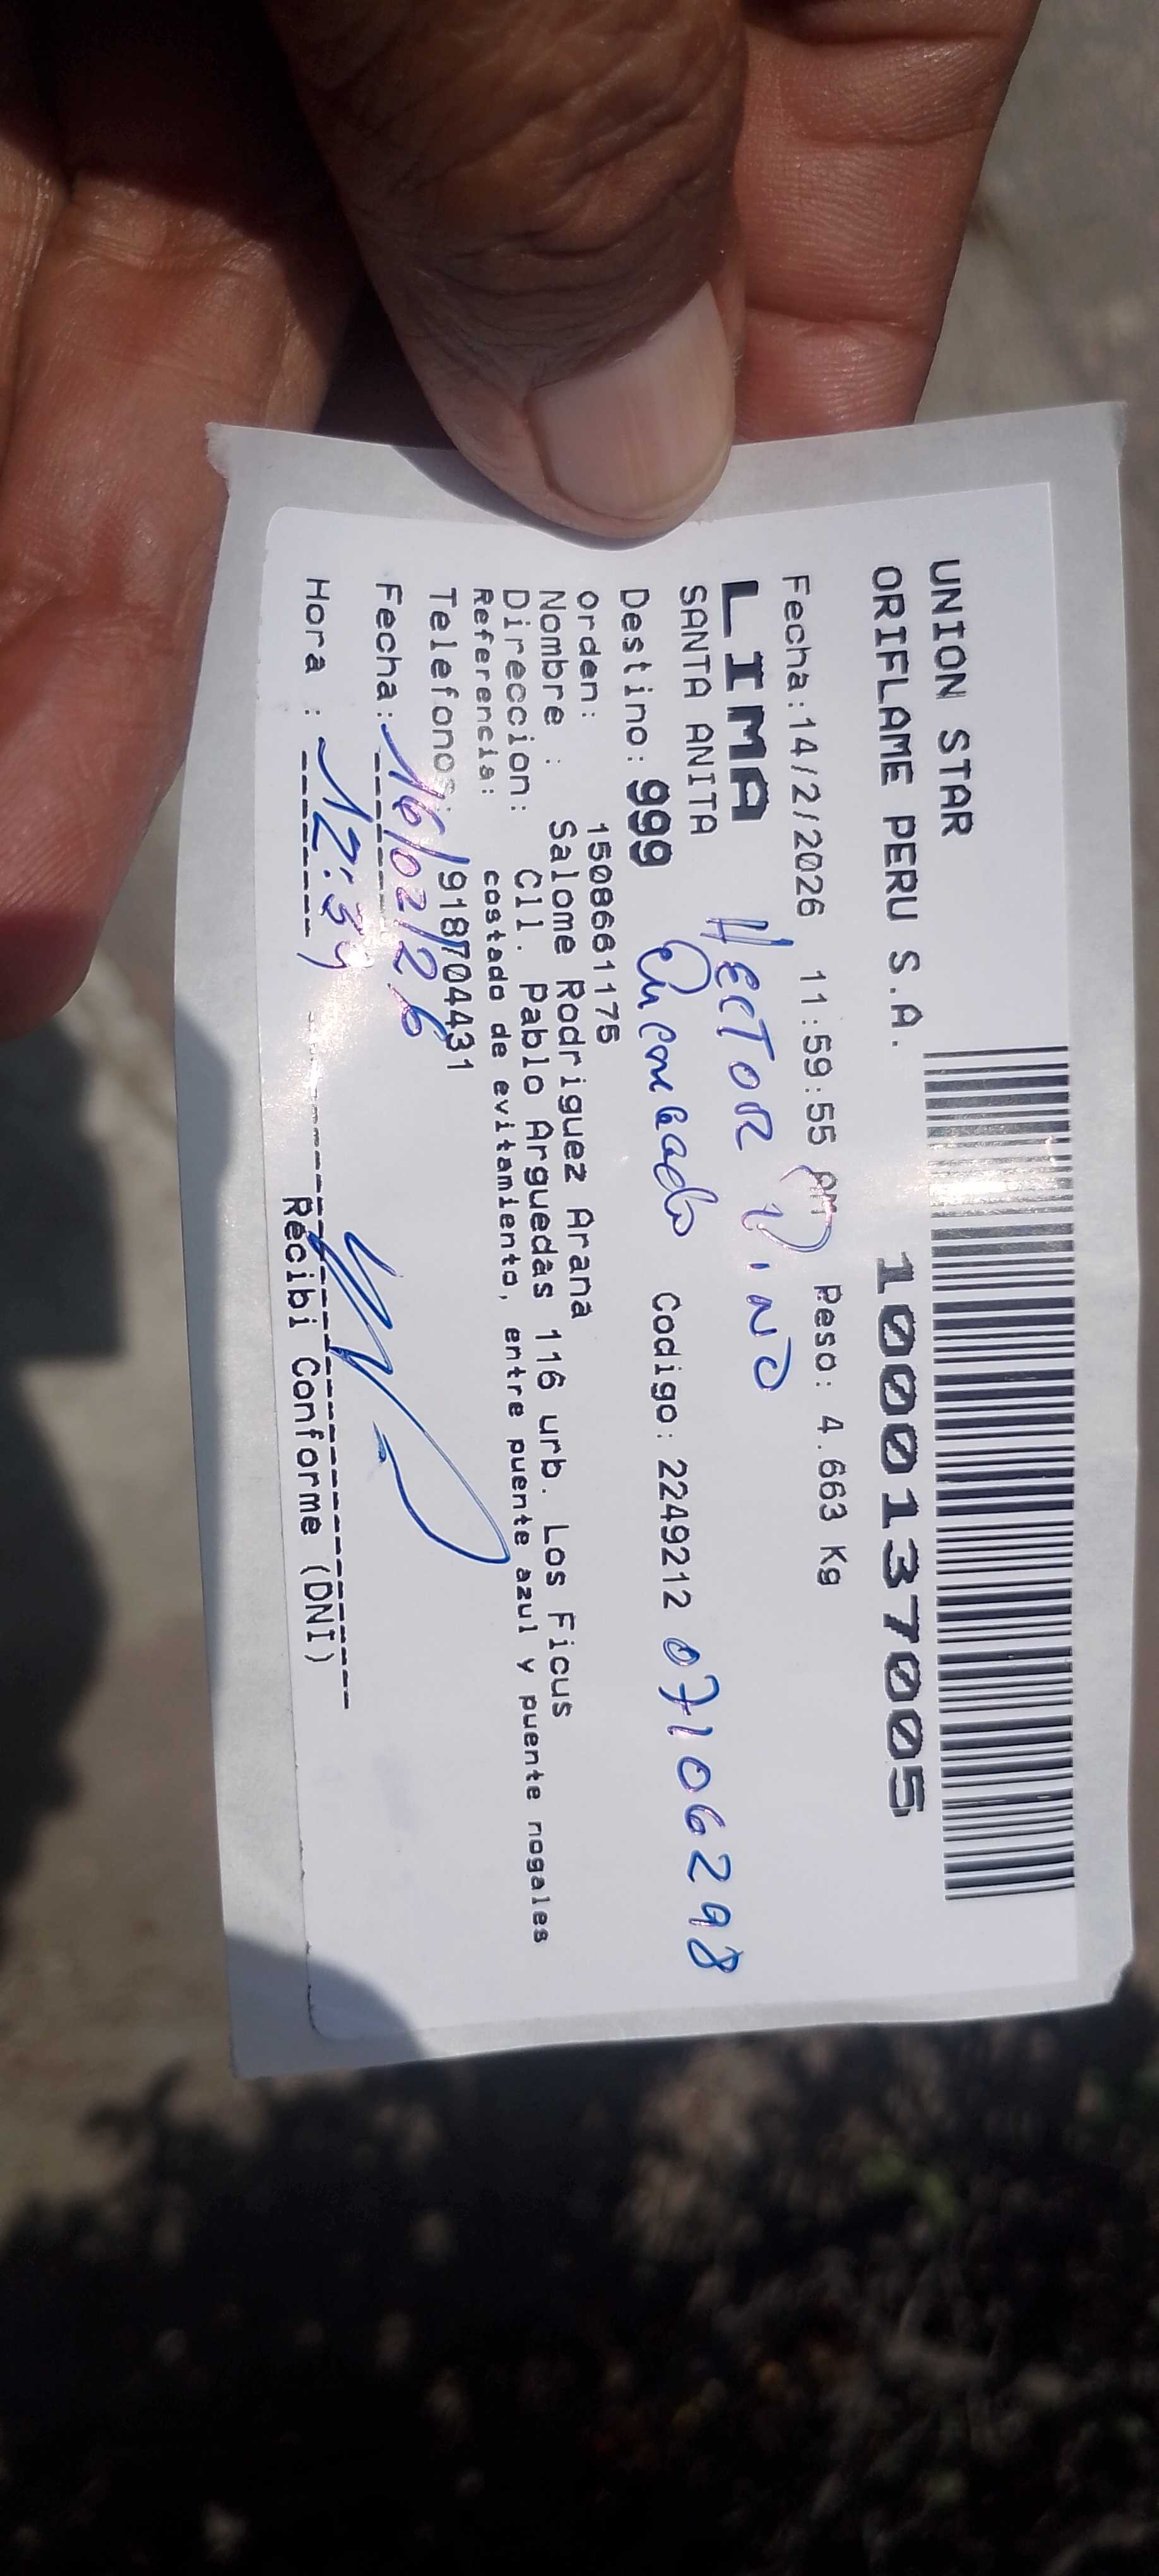 UNION STAR
ORIFLAME PERU S.A.
100013700005
Fecha:14/2/2026 11:59:55 AM Peso: 4.663 Kg
LIMA
HECTOR
SANTA ANITA
Destino: 999 Encargado Codigo: 2249212 07106298
orden: 1508661175
Nombre : Salome Rodriguez Arana
Direccion: Cll. Pablo Arguedas 116 urb. Los Ficus
Referencia: costado de evitamiento, entre puente azul y puente nogales
Telefono: 918704431
Fecha: 16/02/26
Hora : 12:34
Recibi Conforme (DNI)